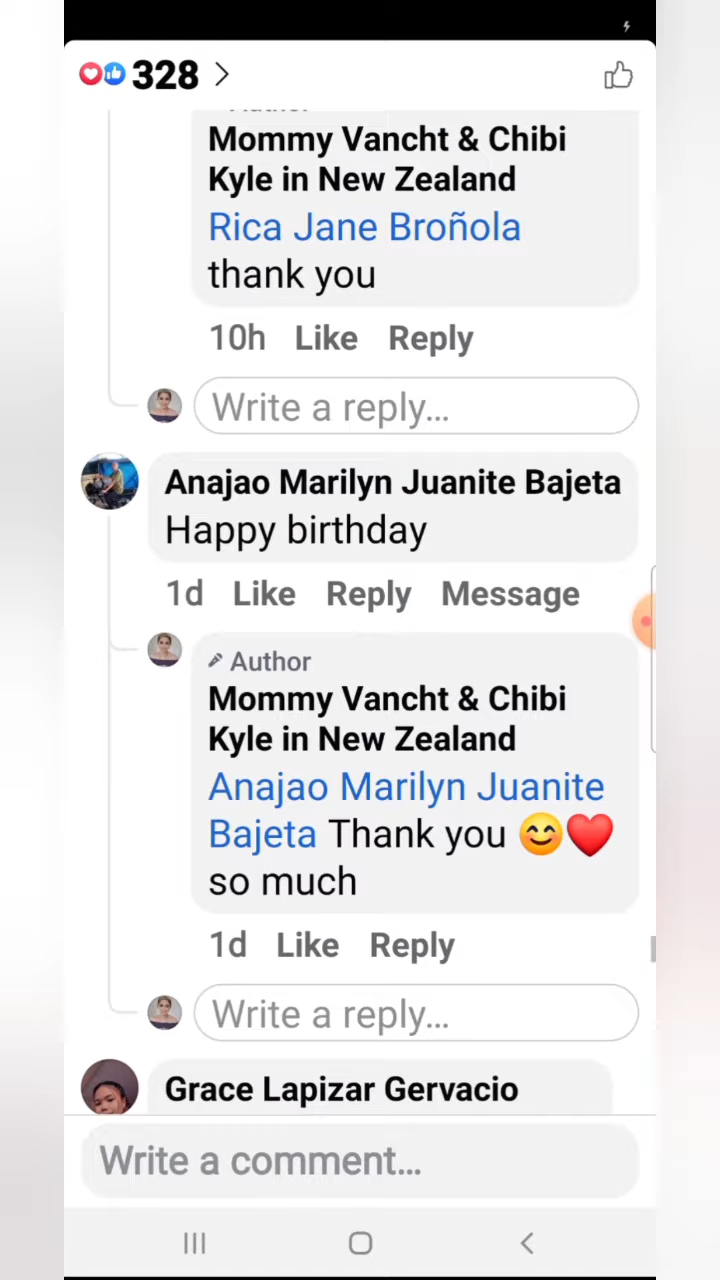 328
Mommy Vancht & Chibi
Kyle in New Zealand
Rica Jane Broñola
thank you
10h Like Reply
Write a reply...
Anajao Marilyn Juanite Bajeta
Happy birthday
1d Like Reply Message
Author
Mommy Vancht & Chibi
Kyle in New Zealand
Anajao Marilyn Juanite
Bajeta Thank you 😊❤️
so much
1d Like Reply
Write a reply...
Grace Lapizar Gervacio
Write a comment...